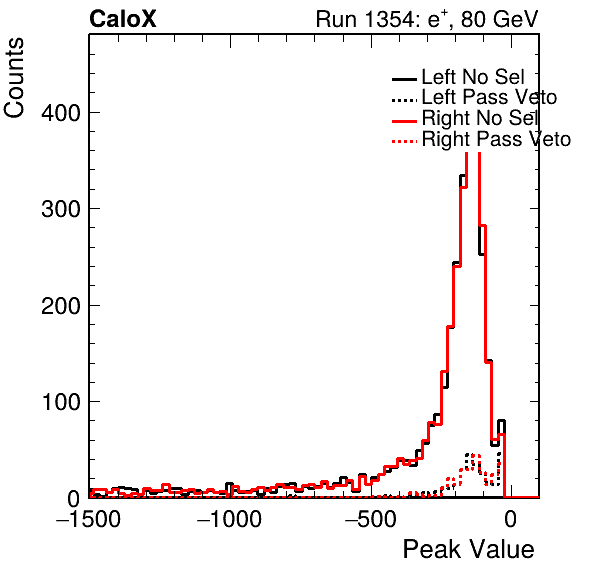 CaloX Run 1354: e⁺, 80 GeV
Counts
Left No Sel
Left Pass Veto
Right No Sel
Right Pass Veto
400
300
200
100
0
−1500 −1000 −500 0
Peak Value